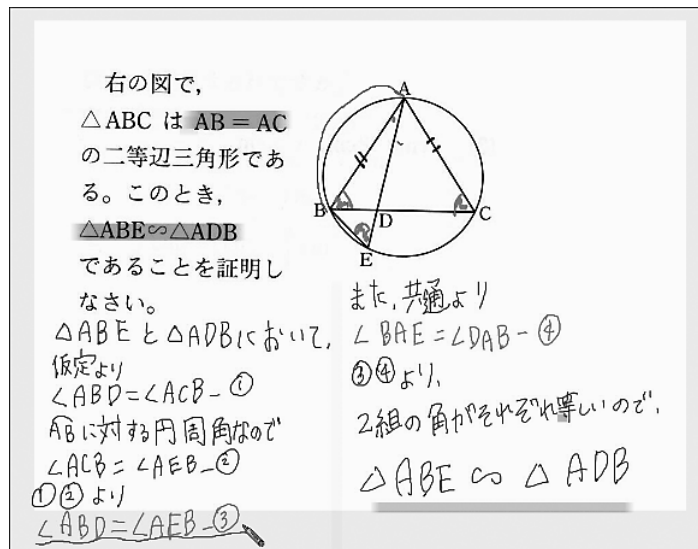 右の図で,
△ABC は AB = AC
の二等辺三角形であ
る。このとき,
△ABE∽△ADB
であることを証明し
なさい。
A
B
D
C
E
△ABEと△ADBにおいて,
仮定より
∠ABD=∠ACB-①
ABに対する円周角なので
∠ACB=∠AEB-②
①②より
∠ABD=∠AEB-③
また,共通より
∠BAE=∠DAB-④
③④より,
2組の角がそれぞれ等しいので,
△ABE∽△ADB